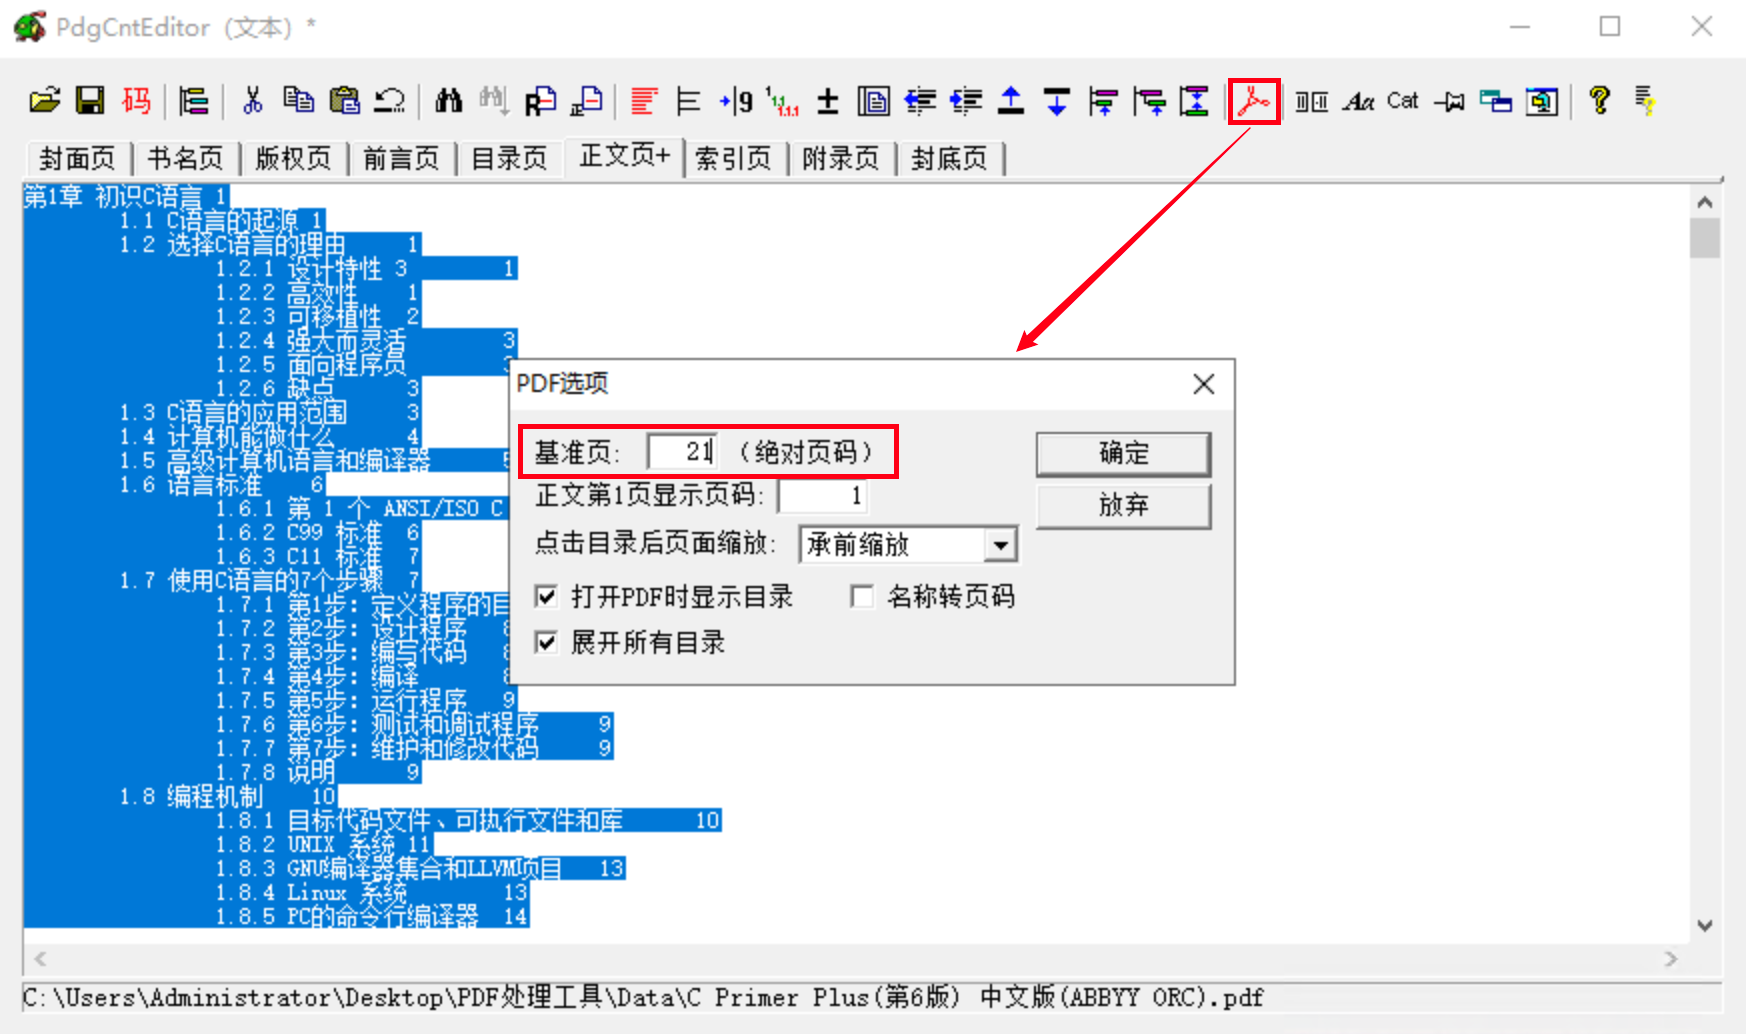 PdgCntEditor （文本） *
码 9 R Aa Cat ?
封面页 书名页 版权页 前言页 目录页 正文页+ 索引页 附录页 封底页
第1章 初识C语言 1
1.1 C语言的起源 1
1.2 选择C语言的理由 1
1.2.1 设计特性 3 1
1.2.2 高效性 1
1.2.3 可移植性 2
1.2.4 强大而灵活 3
1.2.5 面向程序员
1.2.6 缺点 3
1.3 C语言的应用范围 3
1.4 计算机能做什么 4
1.5 高级计算机语言和编译器
1.6 语言标准 6
1.6.1 第 1 个 ANSI/ISO C
1.6.2 C99 标准 6
1.6.3 C11 标准 7
1.7 使用C语言的7个步骤 7
1.7.1 第1步：定义程序的目
1.7.2 第2步：设计程序
1.7.3 第3步：编写代码
1.7.4 第4步：编译
1.7.5 第5步：运行程序 9
1.7.6 第6步：测试和调试程序 9
1.7.7 第7步：维护和修改代码 9
1.7.8 说明 9
1.8 编程机制 10
1.8.1 目标代码文件、可执行文件和库 10
1.8.2 UNIX 系统 11
1.8.3 GNU编译器集合和LLVM项目 13
1.8.4 Linux 系统 13
1.8.5 PC的命令行编译器 14
PDF选项
基准页: 21 （绝对页码）
确定
正文第1页显示页码: 1
放弃
点击目录后页面缩放: 承前缩放
打开PDF时显示目录 名称转页码
展开所有目录
C:\Users\Administrator\Desktop\PDF处理工具\Data\C Primer Plus(第6版) 中文版(ABBYY ORC).pdf